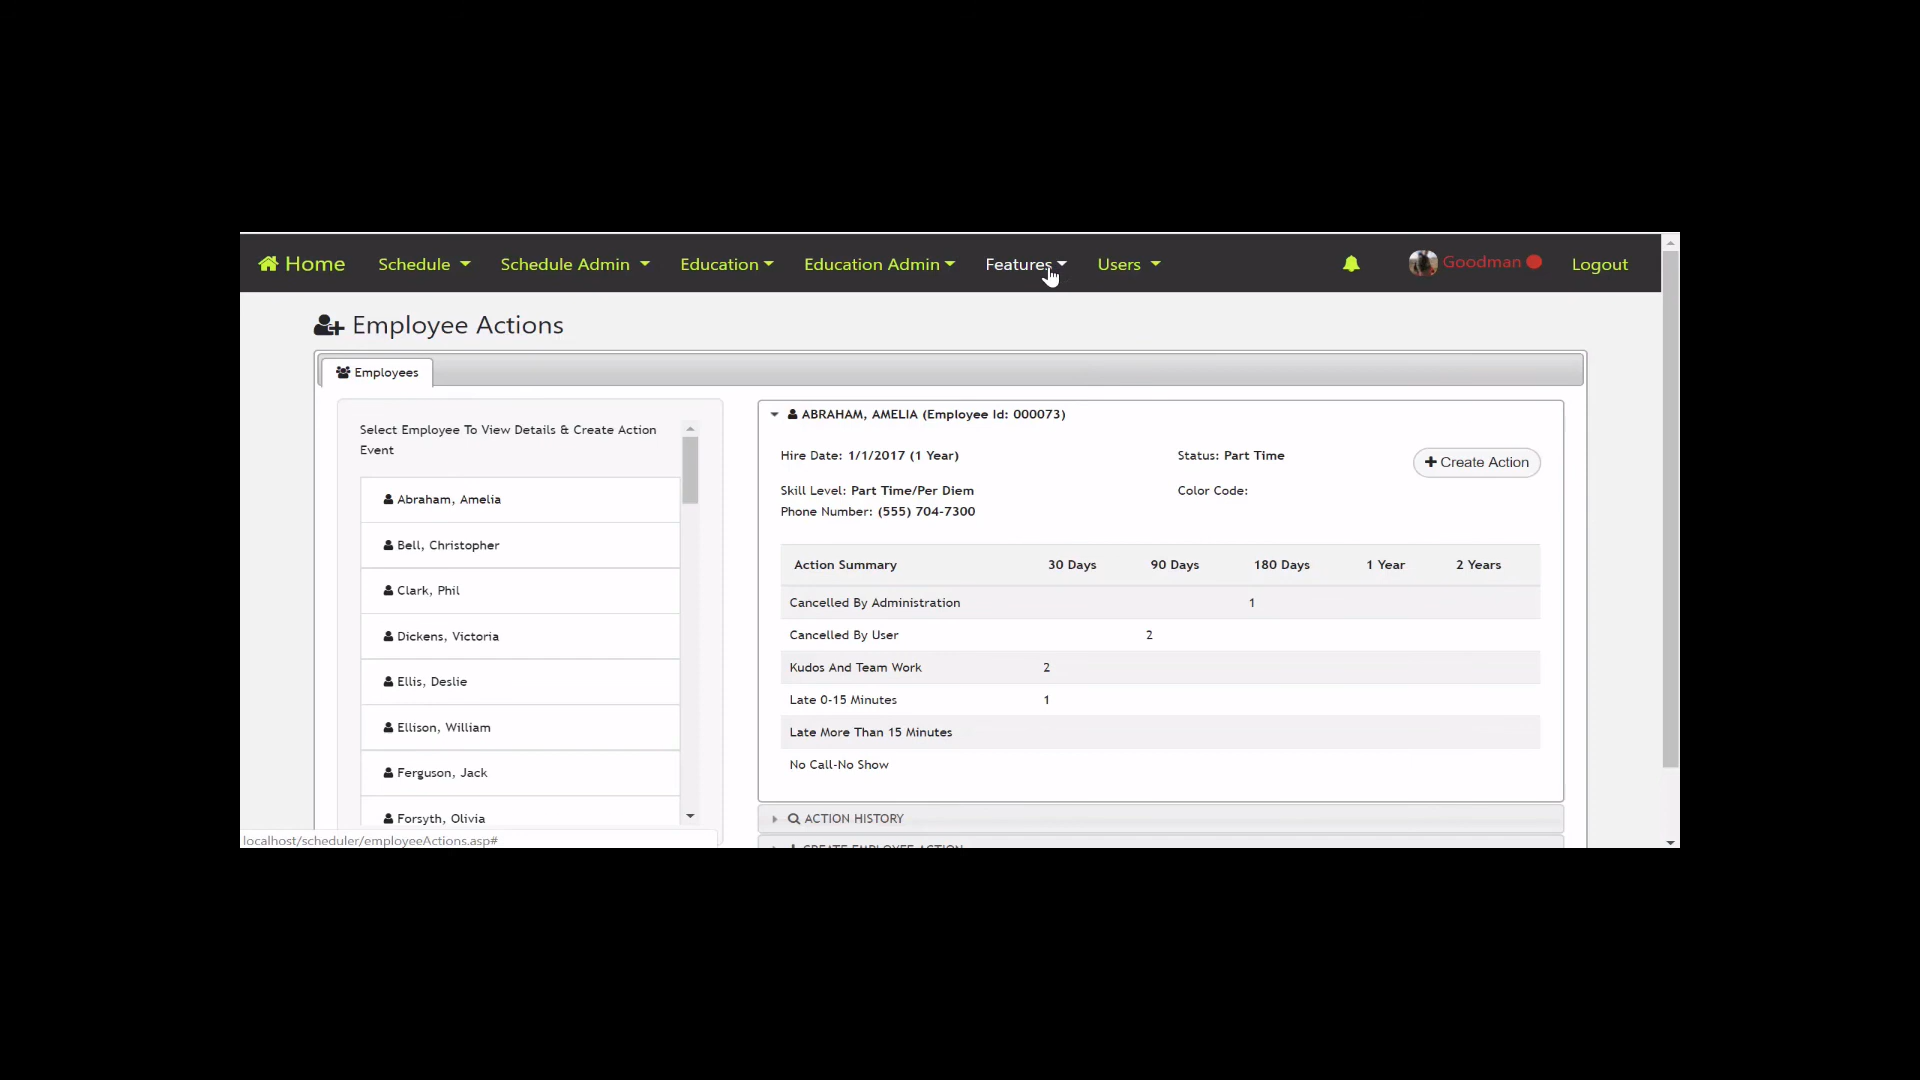 Home Schedule Schedule Admin Education Education Admin Features Users Goodman Logout
Employee Actions
Employees
Select Employee To View Details & Create Action
Event
Abraham, Amelia
Bell, Christopher
Clark, Phil
Dickens, Victoria
Ellis, Deslie
Ellison, William
Ferguson, Jack
Forsyth, Olivia
ABRAHAM, AMELIA (Employee Id: 000073)
Hire Date: 1/1/2017 (1 Year) Status: Part Time Create Action
Skill Level: Part Time/Per Diem Color Code:
Phone Number: (555) 704-7300
Action Summary 30 Days 90 Days 180 Days 1 Year 2 Years
Cancelled By Administration 1
Cancelled By User 2
Kudos And Team Work 2
Late 0-15 Minutes 1
Late More Than 15 Minutes
No Call-No Show
ACTION HISTORY
CREATE EMPLOYEE ACTION
localhost/scheduler/employeeActions.asp#